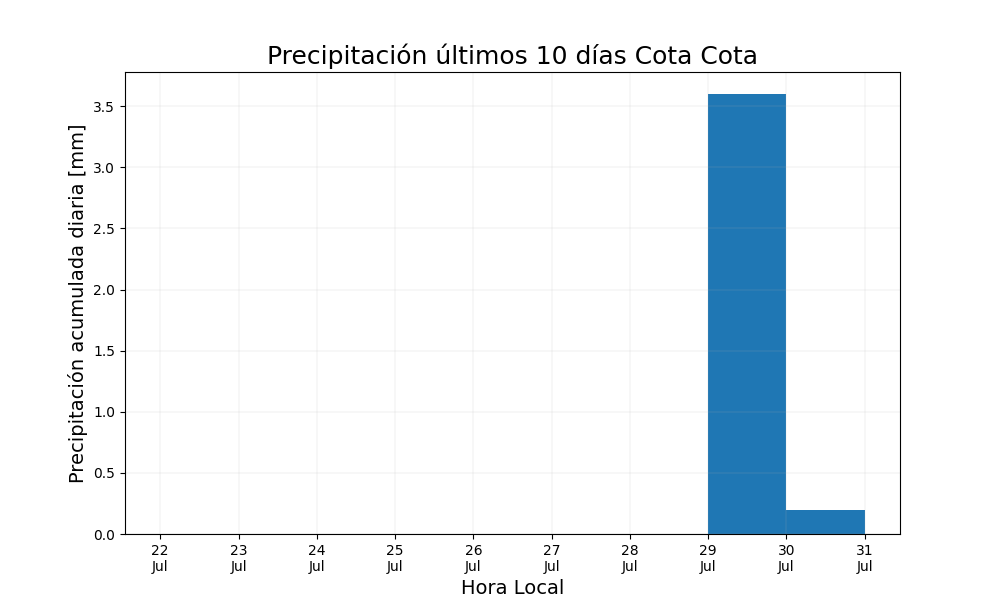 Precipitación últimos 10 días Cota Cota
Precipitación acumulada diaria [mm]
3.5
3.0
2.5
2.0
1.5
1.0
0.5
0.0
22 23 24 25 26 27 28 29 30 31
Jul Jul Jul Jul Jul Jul Jul Jul Jul Jul
Hora Local